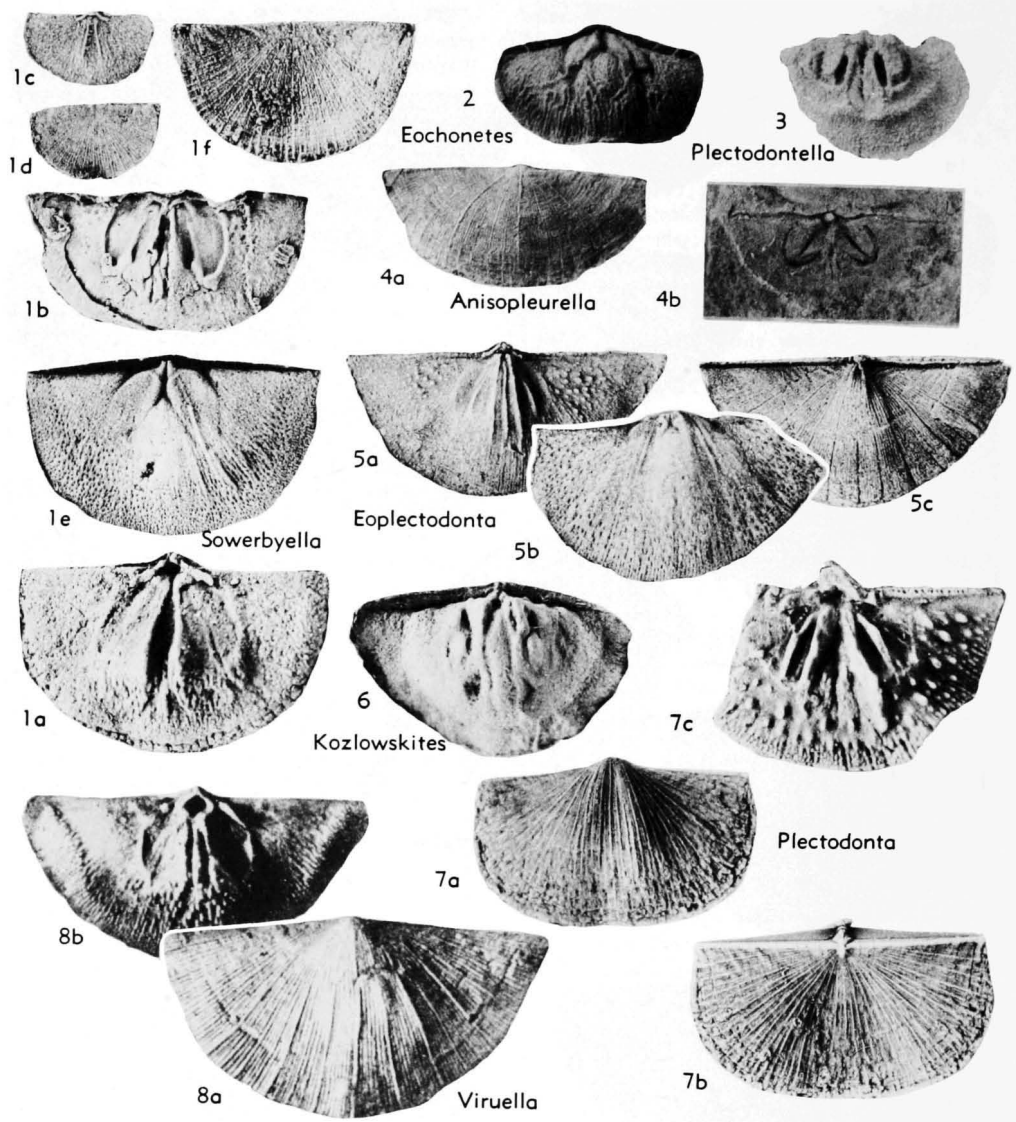 1c
1f
2
Eochonetes
3
Plectodontella
1d
1b
4a
Anisopleurella
4b
1e
Sowerbyella
5a
Eoplectodonta
5b
5c
1a
6
Kozlowskites
7c
8b
7a
Plectodonta
8a
Viruella
7b